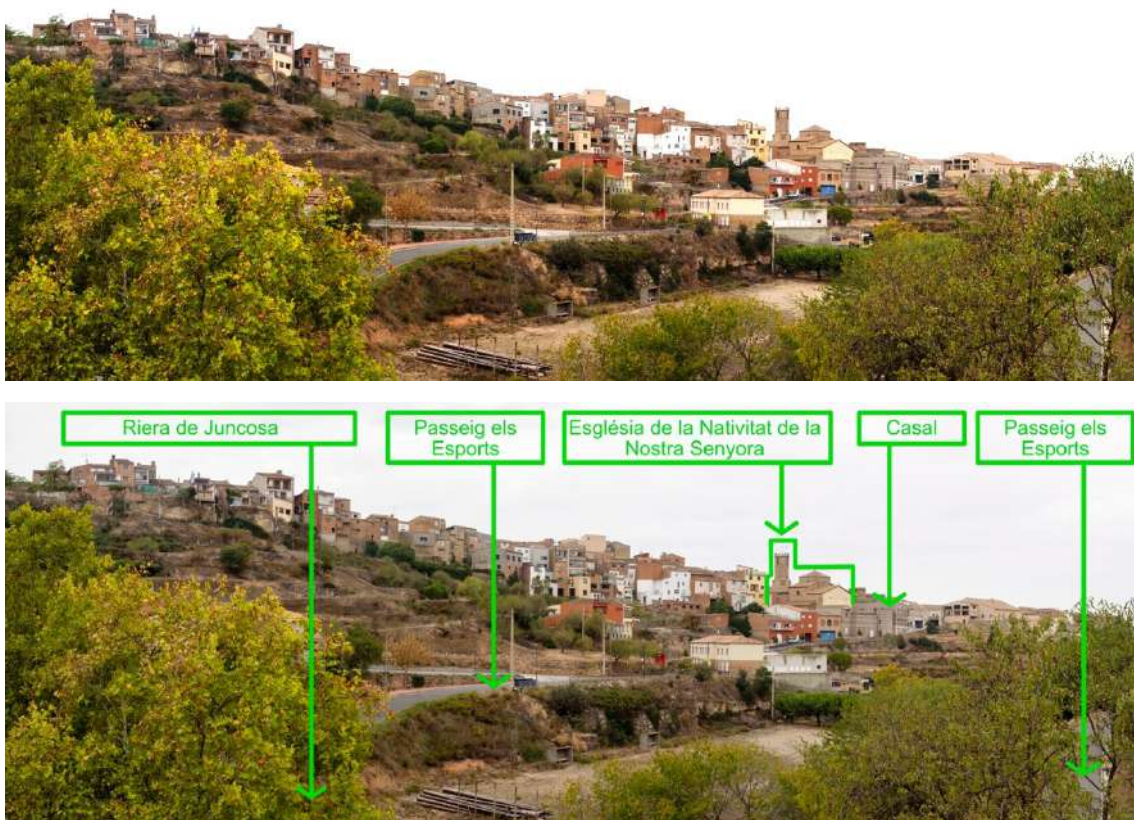 Riera de Juncosa
Passeig els
Esports
Església de la Nativitat de la
Nostra Senyora
Casal
Passeig els
Esports